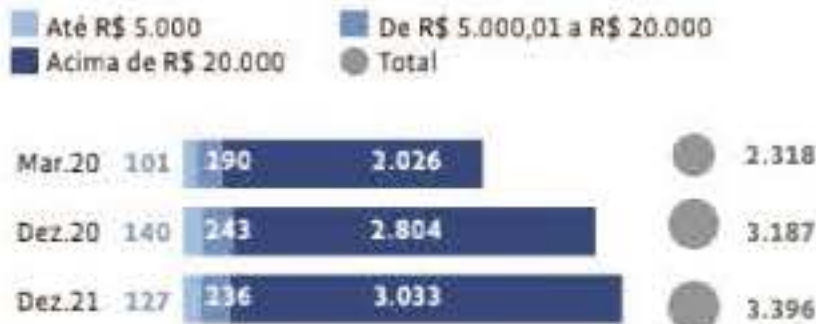 Até R$ 5.000 De R$ 5.000,01 a R$ 20.000
Acima de R$ 20.000 Total
Mar.20 101 190 2.026 2.318
Dez.20 140 243 2.804 3.187
Dez.21 127 236 3.033 3.396